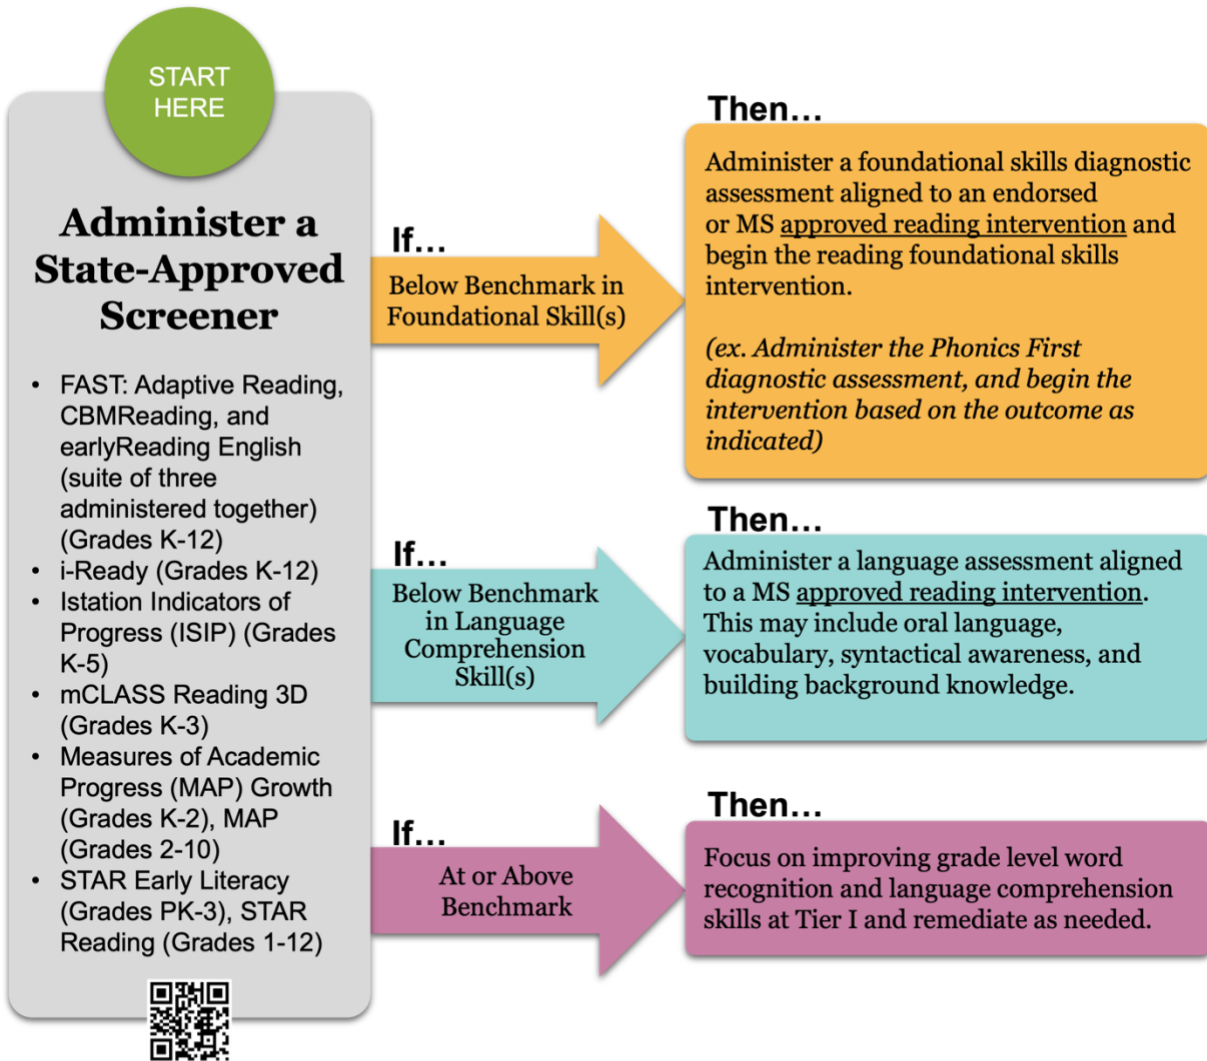 START
HERE
Administer a
State-Approved
Screener
• FAST: Adaptive Reading,
CBMReading, and
earlyReading English
(suite of three
administered together)
(Grades K-12)
• i-Ready (Grades K-12)
• Istation Indicators of
Progress (ISIP) (Grades
K-5)
• mCLASS Reading 3D
(Grades K-3)
• Measures of Academic
Progress (MAP) Growth
(Grades K-2), MAP
(Grades 2-10)
• STAR Early Literacy
(Grades PK-3), STAR
Reading (Grades 1-12)
If...
Below Benchmark in
Foundational Skill(s)
Then...
Administer a foundational skills diagnostic
assessment aligned to an endorsed
or MS approved reading intervention and
begin the reading foundational skills
intervention.
(ex. Administer the Phonics First
diagnostic assessment, and begin the
intervention based on the outcome as
indicated)
If...
Below Benchmark
in Language
Comprehension
Skill(s)
Then...
Administer a language assessment aligned
to a MS approved reading intervention.
This may include oral language,
vocabulary, syntactical awareness, and
building background knowledge.
If...
At or Above
Benchmark
Then...
Focus on improving grade level word
recognition and language comprehension
skills at Tier I and remediate as needed.